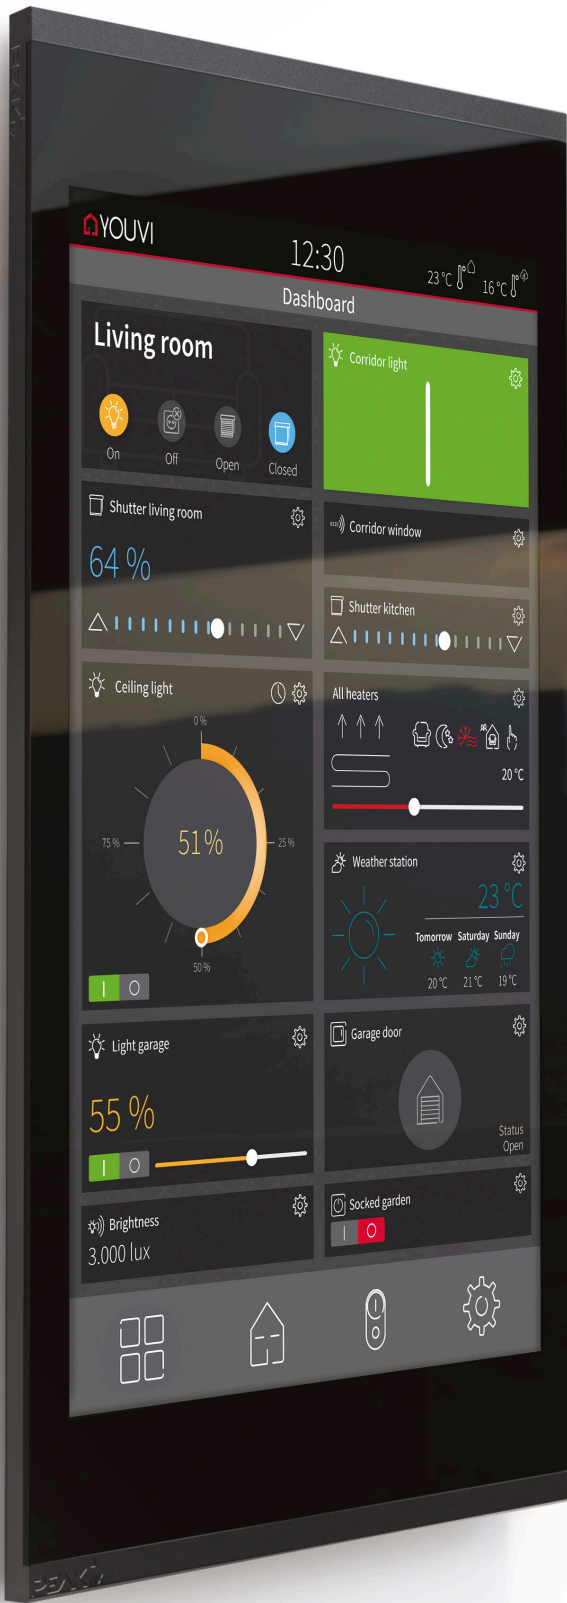 YOUVI
12:30
23 °C
16 °C
Dashboard
Living room
On
Off
Open
Closed
Corridor light
Shutter living room
64 %
Corridor window
Shutter kitchen
Ceiling light
0 %
75 %
51 %
25 %
50 %
All heaters
20 °C
Weather station
23 °C
Tomorrow Saturday Sunday
20 °C 21 °C 19 °C
Light garage
55 %
Garage door
Status
Open
Brightness
3.000 lux
Socked garden
PEAK